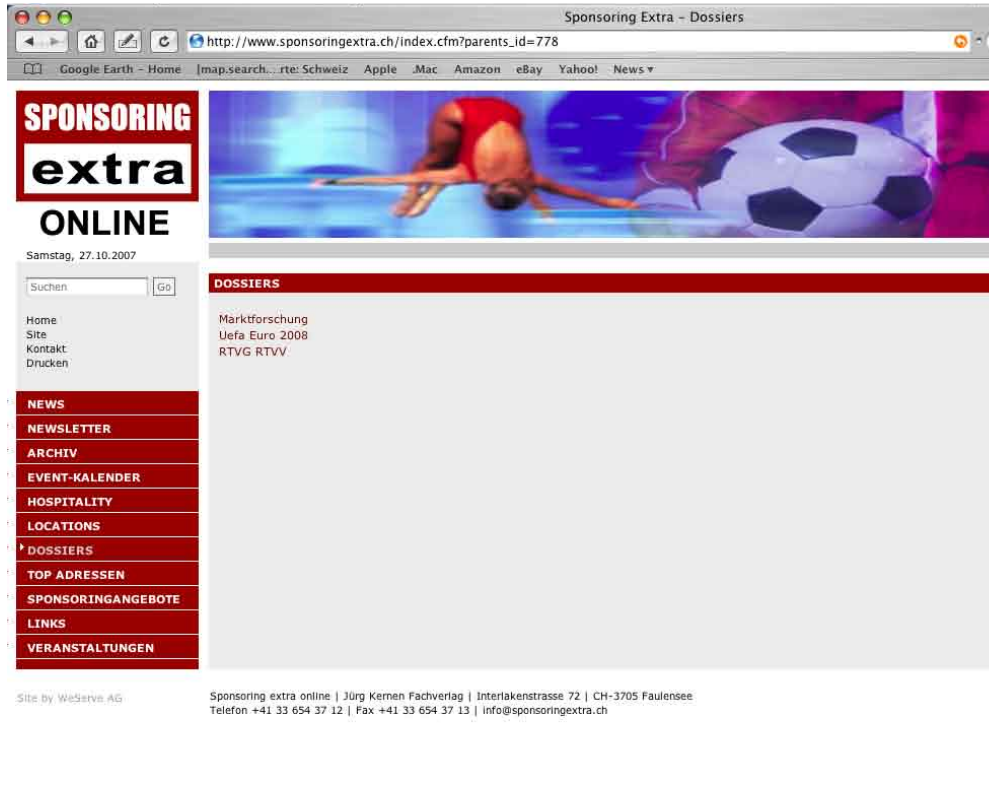 Sponsoring Extra – Dossiers
http://www.sponsoringextra.ch/index.cfm?parents_id=778
Google Earth – Home [map.search...rte: Schweiz Apple .Mac Amazon eBay Yahoo! News
SPONSORING
extra
ONLINE
Samstag, 27.10.2007
Suchen Go
Home
Site
Kontakt
Drucken
NEWS
NEWSLETTER
ARCHIV
EVENT-KALENDER
HOSPITALITY
LOCATIONS
DOSSIERS
TOP ADRESSEN
SPONSORINGANGEBOTE
LINKS
VERANSTALTUNGEN
DOSSIERS
Marktforschung
Uefa Euro 2008
RTVG RTVV
Site by WeServe AG
Sponsoring extra online | Jürg Kernen Fachverlag | Interlakenstrasse 72 | CH-3705 Faulensee
Telefon +41 33 654 37 12 | Fax +41 33 654 37 13 | info@sponsoringextra.ch